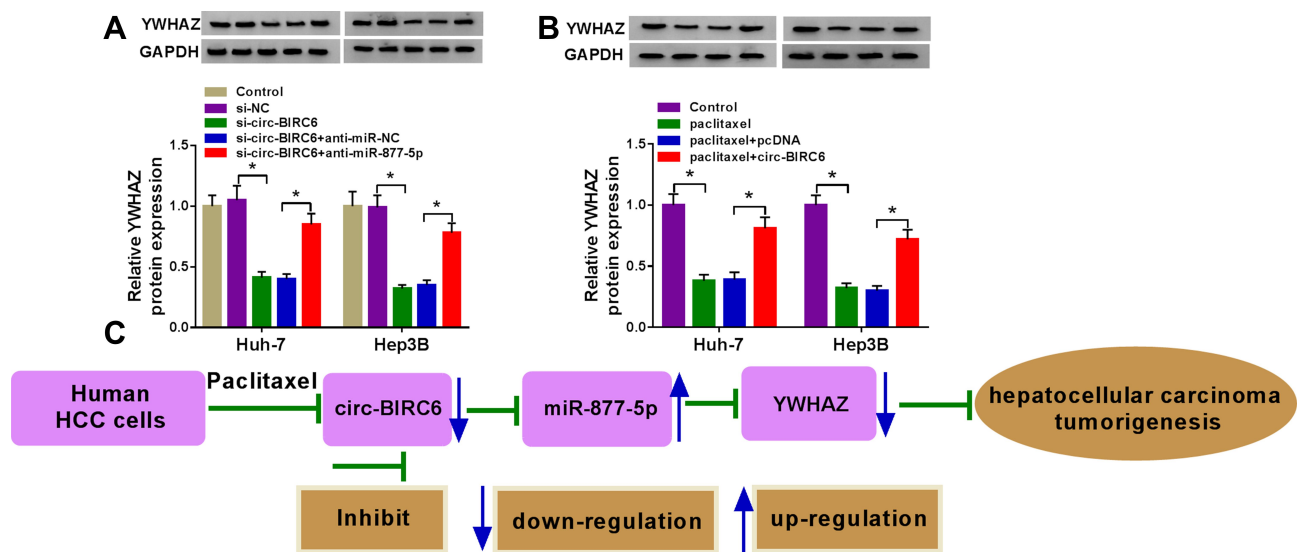 A
YWHAZ
GAPDH
Control
si-NC
si-circ-BIRC6
si-circ-BIRC6+anti-miR-NC
si-circ-BIRC6+anti-miR-877-5p
Relative YWHAZ
protein expression
1.5
1.0
0.5
0.0
*
*
*
*
Huh-7
Hep3B
B
YWHAZ
GAPDH
Control
paclitaxel
paclitaxel+pcDNA
paclitaxel+circ-BIRC6
Relative YWHAZ
protein expression
1.5
1.0
0.5
0.0
*
*
*
*
Huh-7
Hep3B
C
Human
HCC cells
Paclitaxel
circ-BIRC6
miR-877-5p
YWHAZ
hepatocellular carcinoma
tumorigenesis
Inhibit
down-regulation
up-regulation